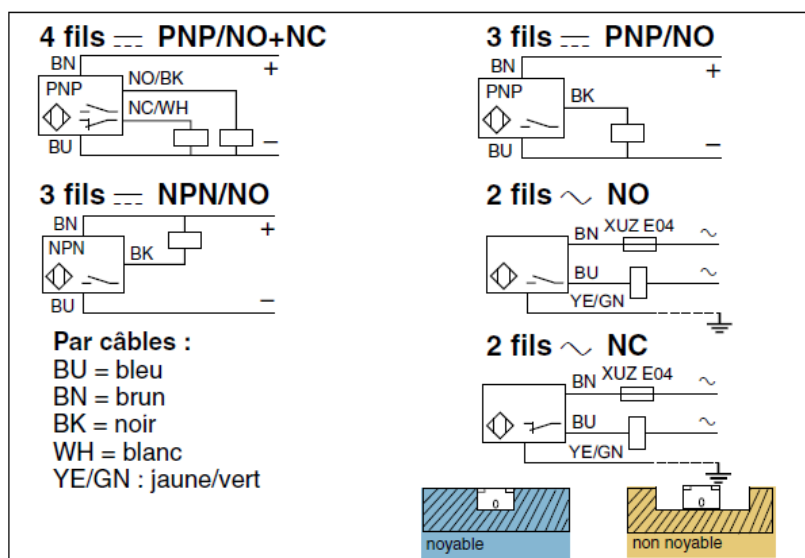 4 fils ⎓ PNP/NO+NC
BN
+
PNP
NO/BK
NC/WH
BU
−
3 fils ⎓ PNP/NO
BN
+
PNP
BK
BU
−
3 fils ⎓ NPN/NO
BN
+
NPN
BK
BU
−
2 fils ∼ NO
BN XUZ E04 ∼
BU ∼
YE/GN
Par câbles :
BU = bleu
BN = brun
BK = noir
WH = blanc
YE/GN : jaune/vert
2 fils ∼ NC
BN XUZ E04 ∼
BU ∼
YE/GN
0
noyable
0
non noyable